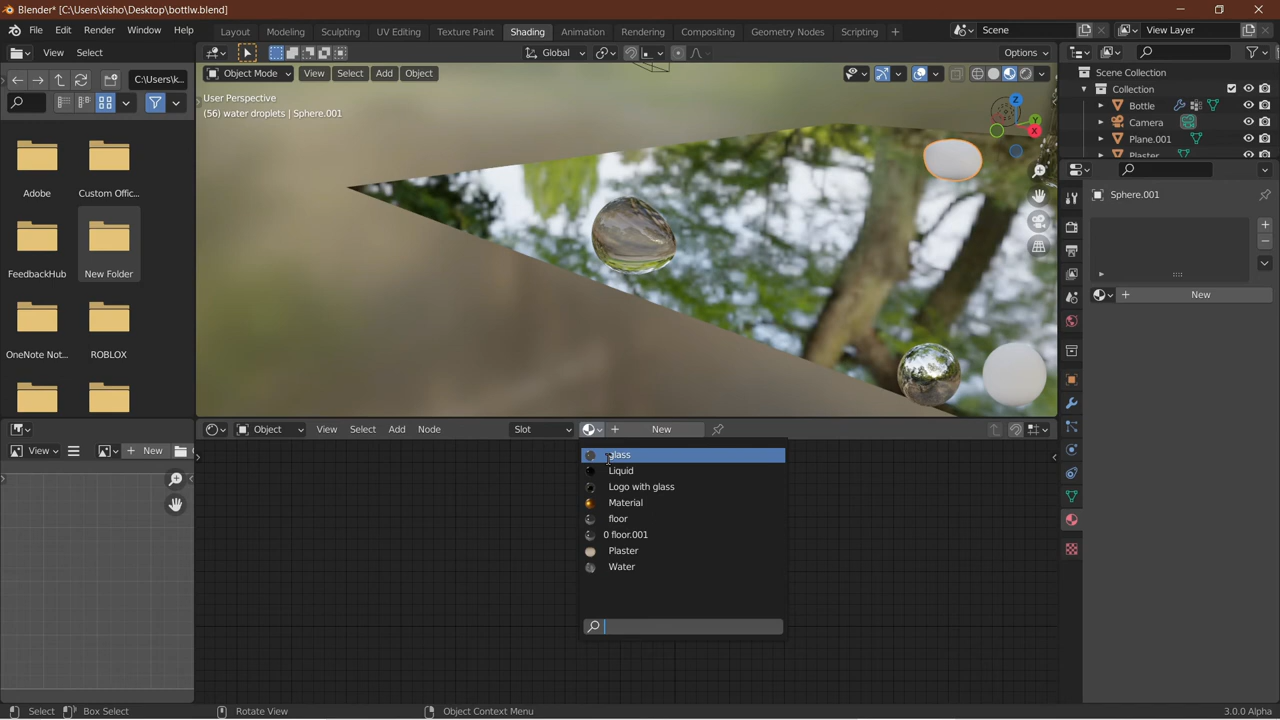 Blender* [C:\Users\kisho\Desktop\bottlw.blend]
File Edit Render Window Help
Layout Modeling Sculpting UV Editing Texture Paint Shading Animation Rendering Compositing Geometry Nodes Scripting +
Scene
View Layer
View Select
Global
Options
C:\Users\k...
Object Mode View Select Add Object
User Perspective
(56) water droplets | Sphere.001
Z
Y
X
Scene Collection
Collection
Bottle
Camera
Plane.001
Plaster
Sphere.001
New
Adobe
Custom Offic...
FeedbackHub
New Folder
OneNote Not...
ROBLOX
Object View Select Add Node
Slot
New
View
New
glass
Liquid
Logo with glass
Material
floor
0 floor.001
Plaster
Water
Select
Box Select
Rotate View
Object Context Menu
3.0.0 Alpha